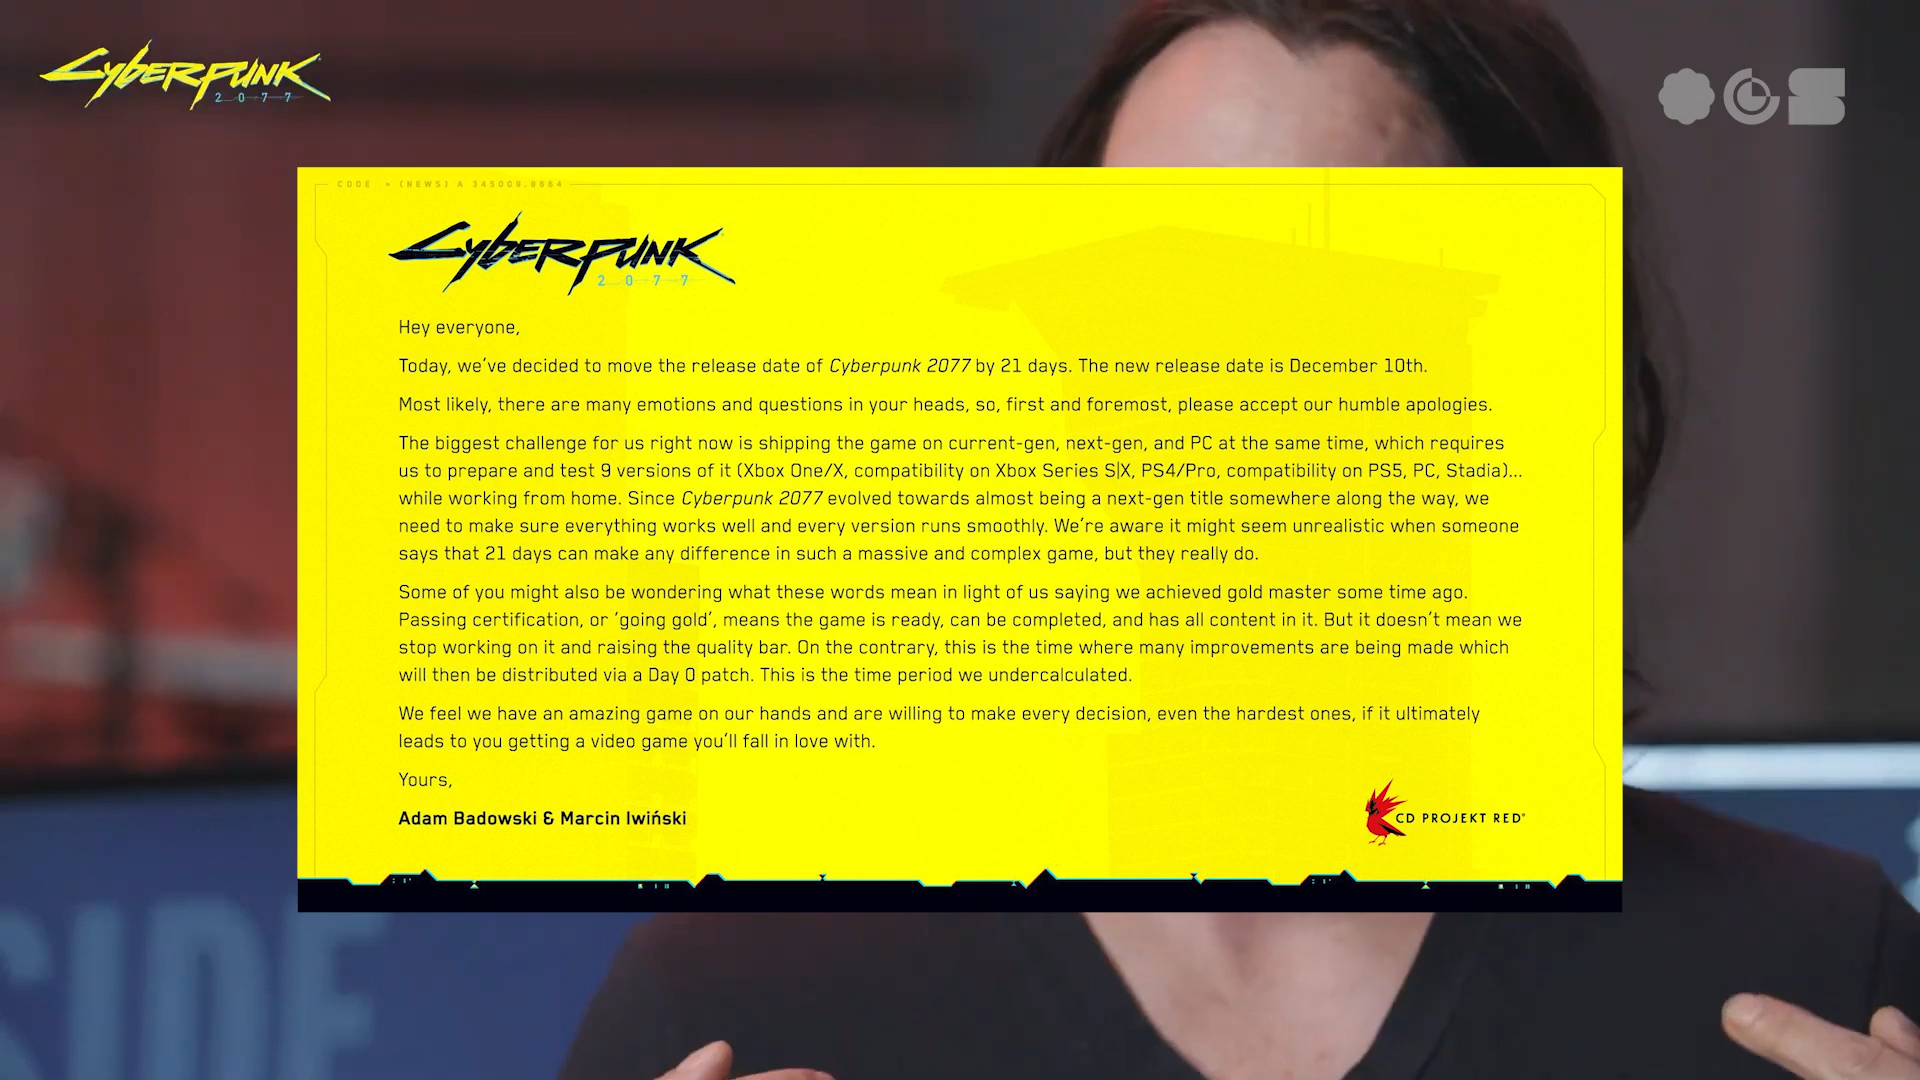 CYBERPUNK
2077
CODE = (NEWS) A 345009.8664
CYBERPUNK
2077
Hey everyone,
Today, we've decided to move the release date of Cyberpunk 2077 by 21 days. The new release date is December 10th.
Most likely, there are many emotions and questions in your heads, so, first and foremost, please accept our humble apologies.
The biggest challenge for us right now is shipping the game on current-gen, next-gen, and PC at the same time, which requires
us to prepare and test 9 versions of it (Xbox One/X, compatibility on Xbox Series S|X, PS4/Pro, compatibility on PS5, PC, Stadia)...
while working from home. Since Cyberpunk 2077 evolved towards almost being a next-gen title somewhere along the way, we
need to make sure everything works well and every version runs smoothly. We're aware it might seem unrealistic when someone
says that 21 days can make any difference in such a massive and complex game, but they really do.
Some of you might also be wondering what these words mean in light of us saying we achieved gold master some time ago.
Passing certification, or 'going gold', means the game is ready, can be completed, and has all content in it. But it doesn't mean we
stop working on it and raising the quality bar. On the contrary, this is the time where many improvements are being made which
will then be distributed via a Day 0 patch. This is the time period we undercalculated.
We feel we have an amazing game on our hands and are willing to make every decision, even the hardest ones, if it ultimately
leads to you getting a video game you'll fall in love with.
Yours,
Adam Badowski & Marcin Iwiński
CD PROJEKT RED®
SIDE